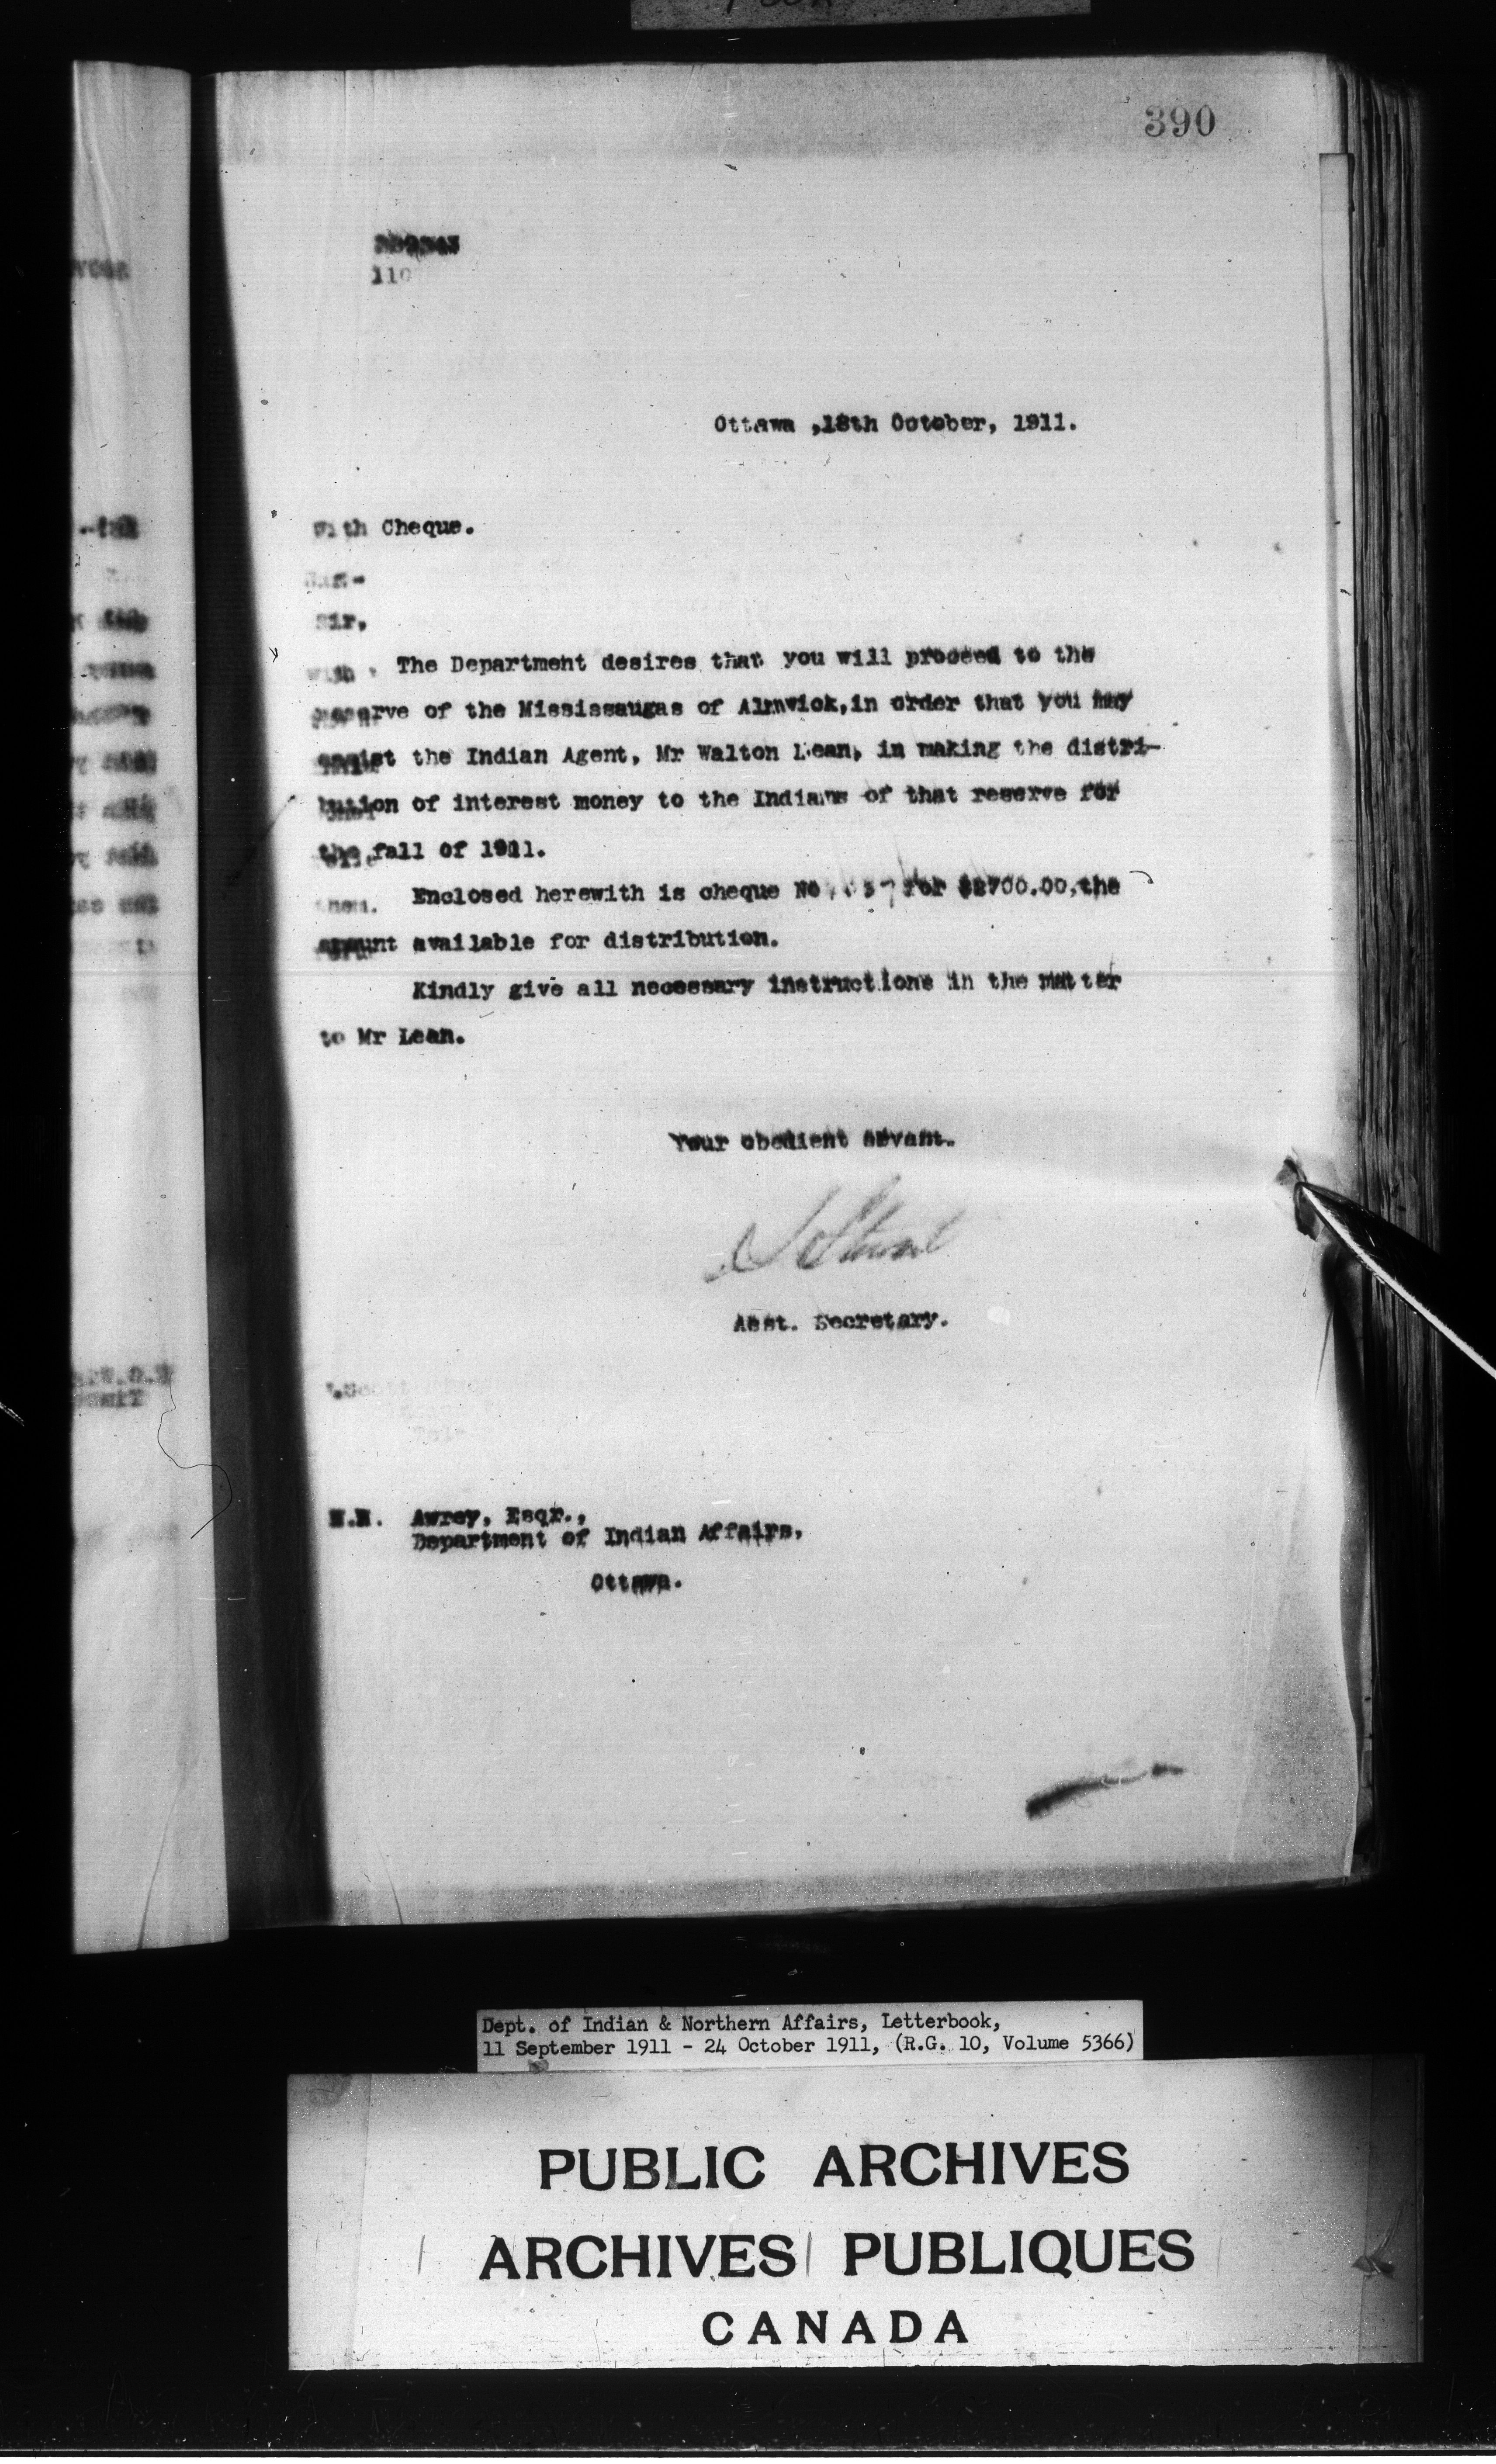 390
110
Ottawa ,18th October, 1911.
With Cheque.
Sir,
The Department desires that you will proceed to the
reserve of the Mississaugas of Alnwick,in order that you may
assist the Indian Agent, Mr Walton Lean, in making the distri-
bution of interest money to the Indians of that reserve for
the fall of 1911.
Enclosed herewith is cheque No for $2700.00,the
amount available for distribution.
Kindly give all necessary instructions in the matter
to Mr Lean.
Your obedient sevant.
Asst. Secretary.
Awrey, Esqr.,
Department of Indian Affairs,
Ottawa.
Dept. of Indian & Northern Affairs, Letterbook,
11 September 1911 - 24 October 1911, (R.G. 10, Volume 5366)
PUBLIC ARCHIVES
ARCHIVES PUBLIQUES
CANADA